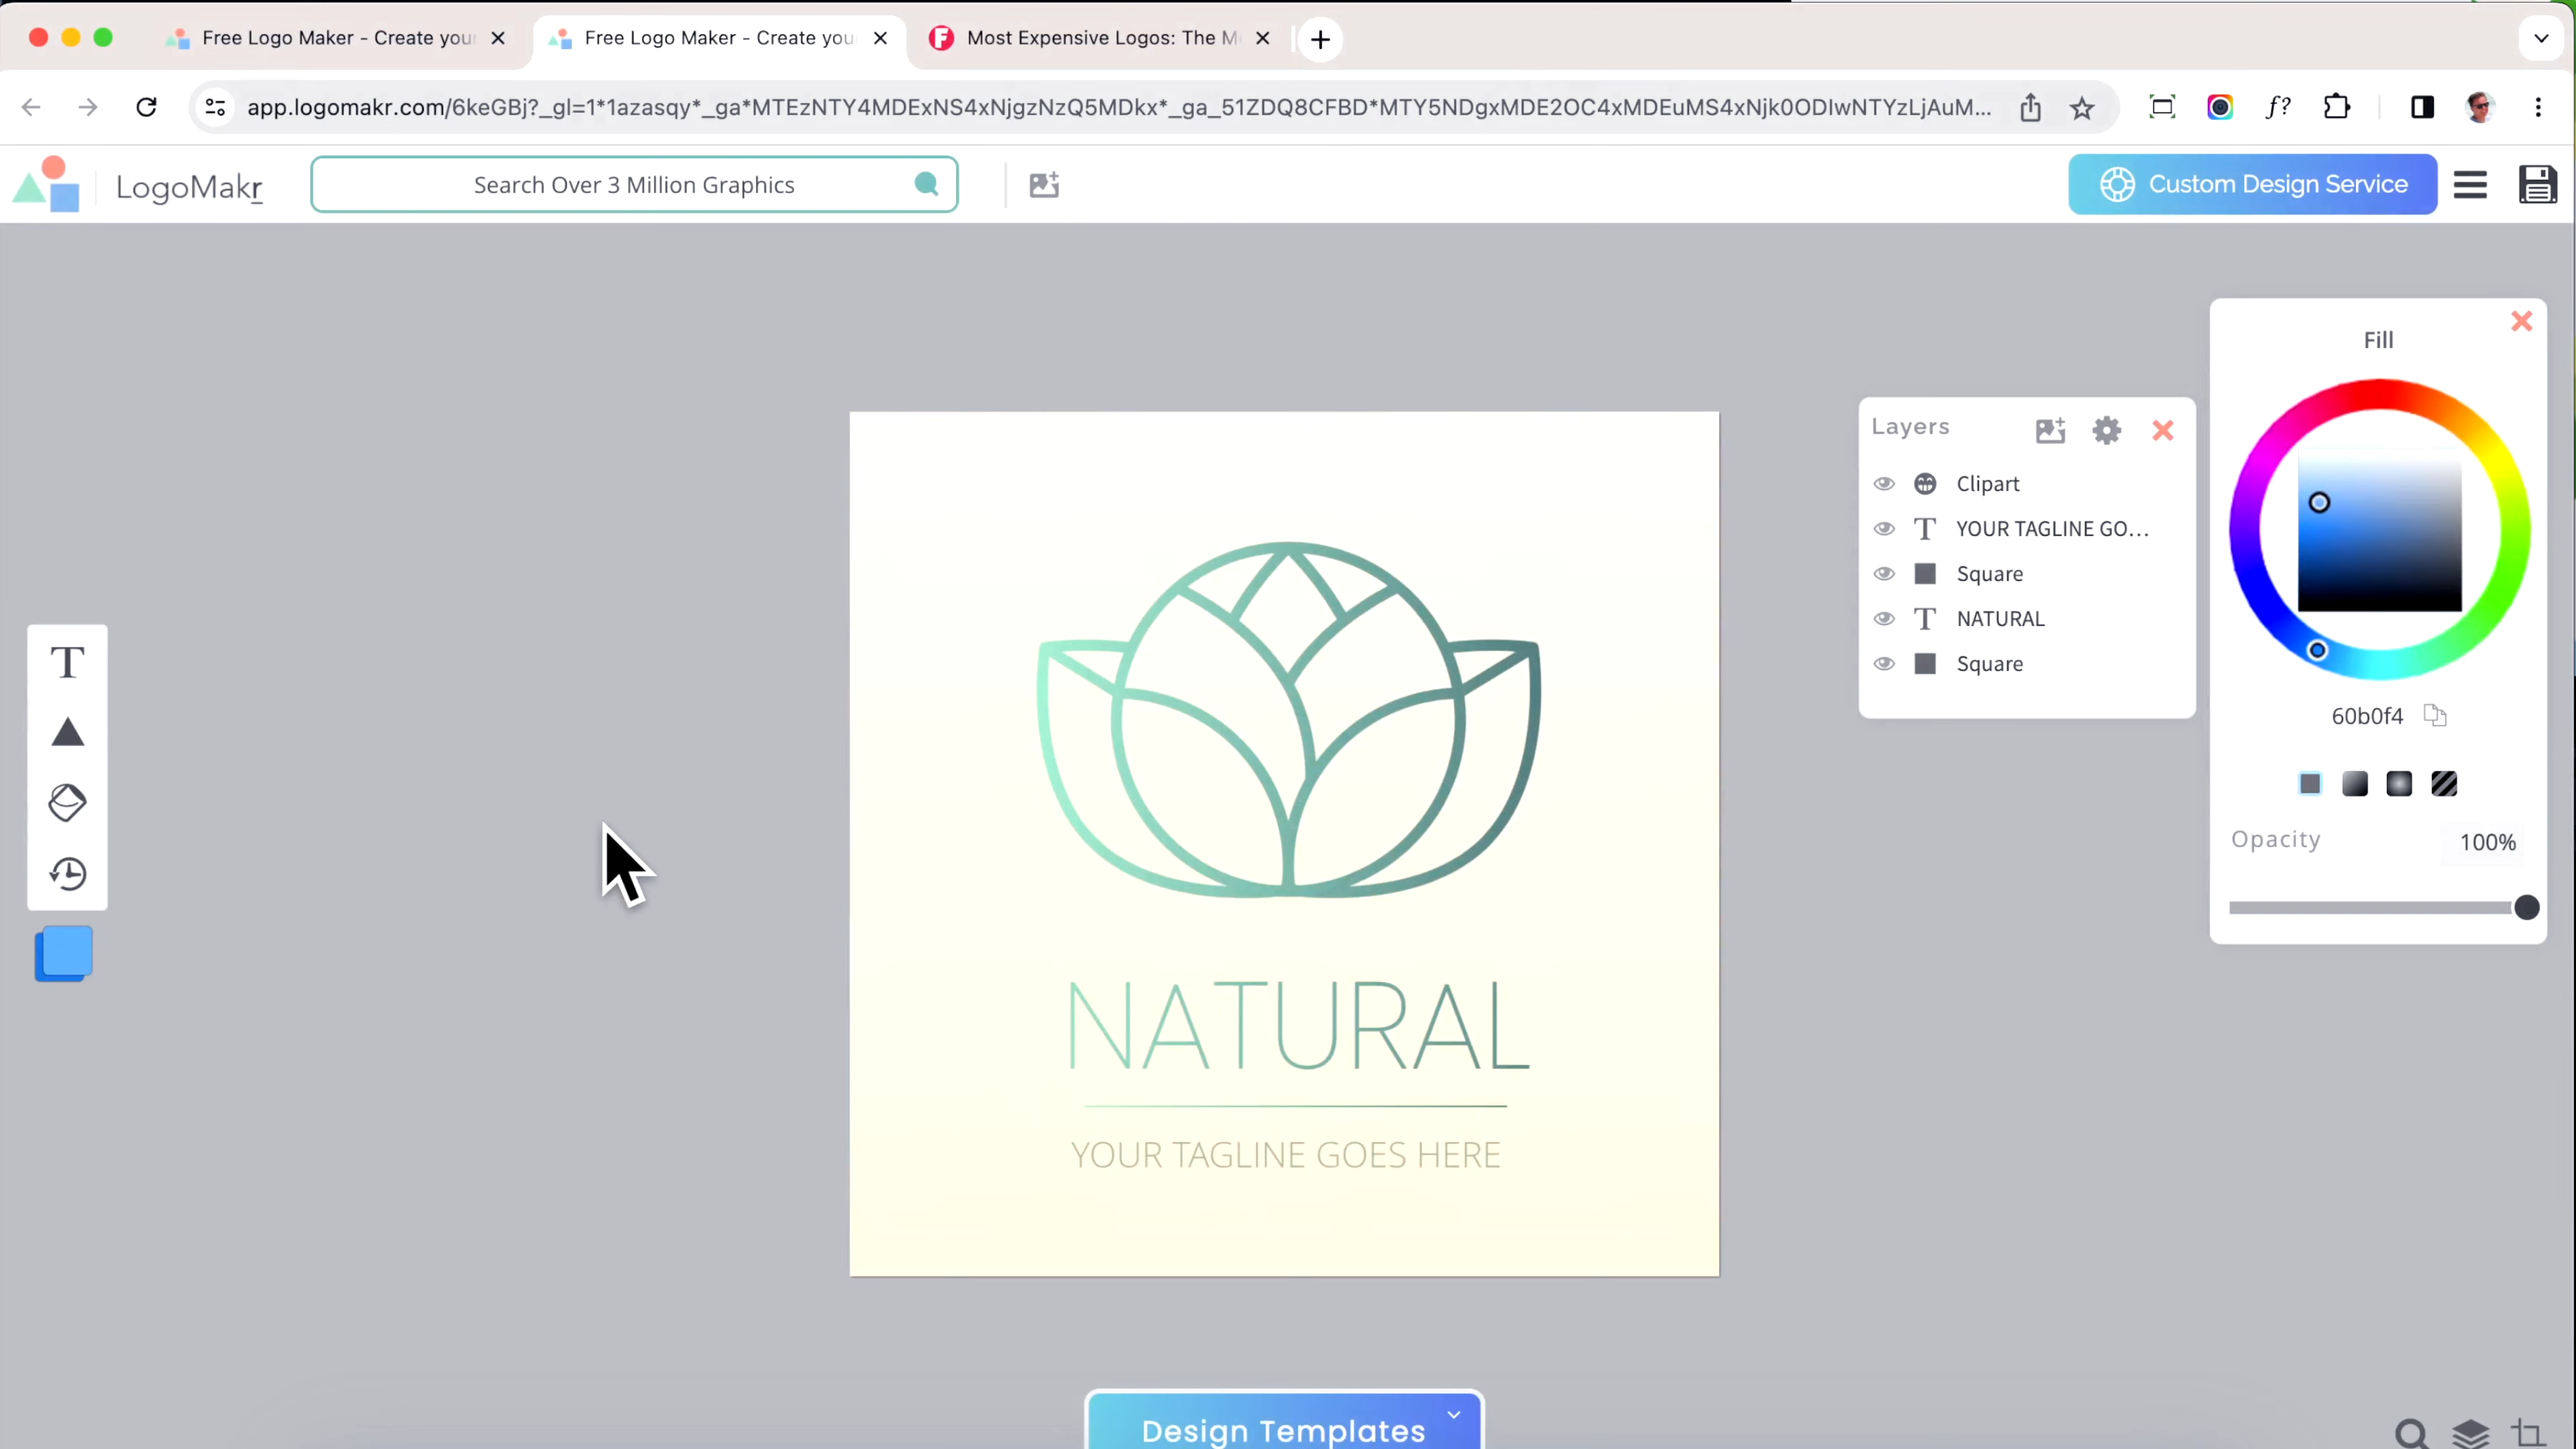 Free Logo Maker - Create your
Free Logo Maker - Create you
Most Expensive Logos: The M
app.logomakr.com/6keGBj?_gl=1*1azasqy*_ga*MTEzNTY4MDExNS4xNjgzNzQ5MDkx*_ga_51ZDQ8CFBD*MTY5NDgxMDE2OC4xMDEuMS4xNjk0ODIwNTYzLjAuM...
f?
LogoMakr
Search Over 3 Million Graphics
Custom Design Service
Fill
Layers
Clipart
YOUR TAGLINE GO...
Square
NATURAL
Square
60b0f4
Opacity 100%
T
NATURAL
YOUR TAGLINE GOES HERE
Design Templates